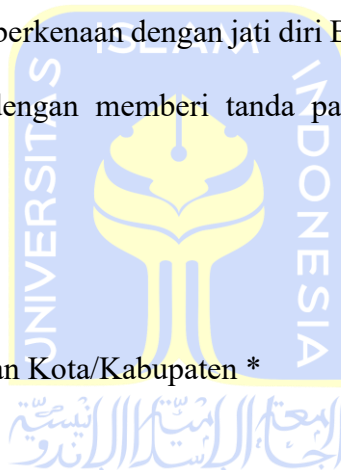 berkenaan dengan jati diri B
ISLAM
UNIVERSITAS
INDONESIA
dengan memberi tanda pa
an Kota/Kabupaten *